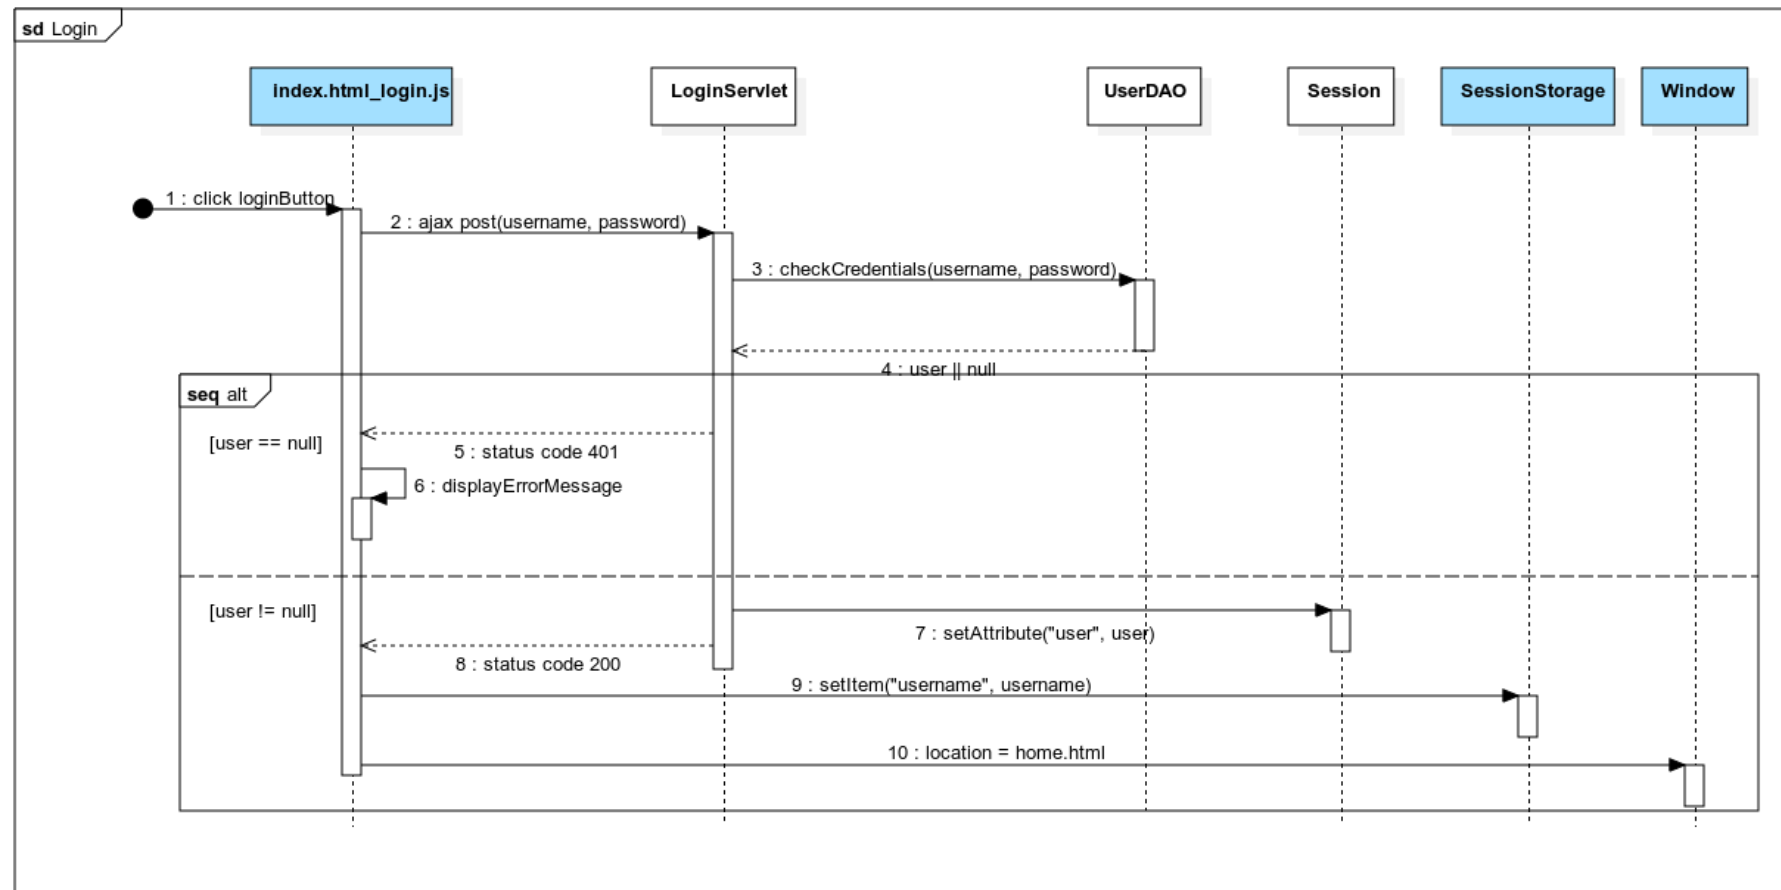 sd Login
index.html_login.js
LoginServlet
UserDAO
Session
SessionStorage
Window
1 : click loginButton
2 : ajax post(username, password)
3 : checkCredentials(username, password)
4 : user || null
seq alt
[user == null]
5 : status code 401
6 : displayErrorMessage
[user != null]
7 : setAttribute("user", user)
8 : status code 200
9 : setItem("username", username)
10 : location = home.html